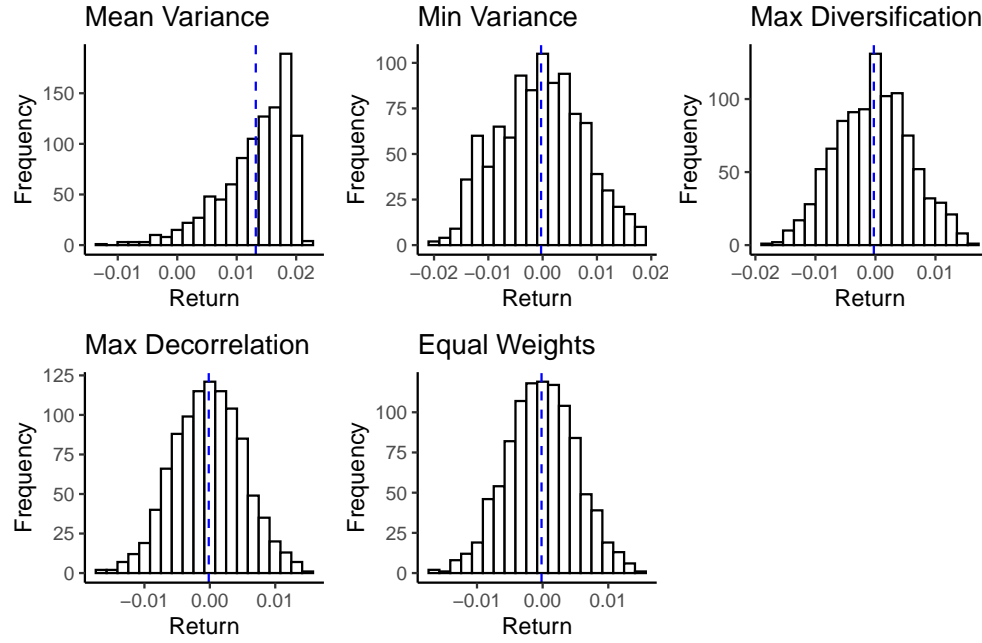 Mean Variance
Frequency
150
100
50
0
−0.01 0.00 0.01 0.02
Return
Min Variance
Frequency
100
75
50
25
0
−0.02 −0.01 0.00 0.01 0.02
Return
Max Diversification
Frequency
100
50
0
−0.02 −0.01 0.00 0.01
Return
Max Decorrelation
Frequency
125
100
75
50
25
0
−0.01 0.00 0.01
Return
Equal Weights
Frequency
100
75
50
25
0
−0.01 0.00 0.01
Return